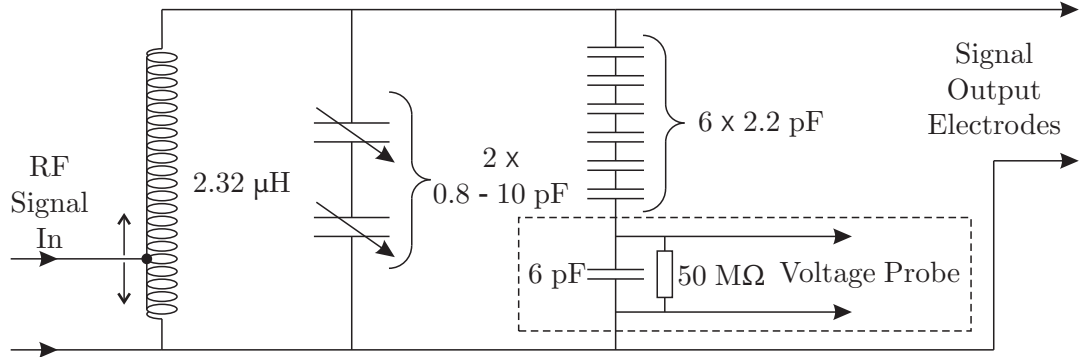 RF
Signal
In
2.32 μH
2 x
0.8 - 10 pF
6 x 2.2 pF
Signal
Output
Electrodes
6 pF
50 MΩ
Voltage Probe